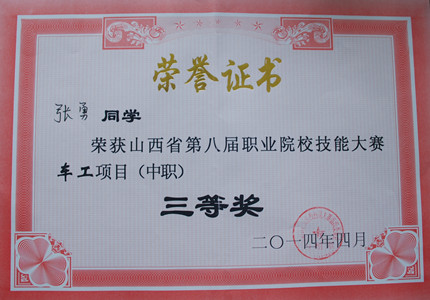 荣誉证书
张勇 同学
荣获山西省第八届职业院校技能大赛
车工项目（中职）
三等奖
二〇一四年四月